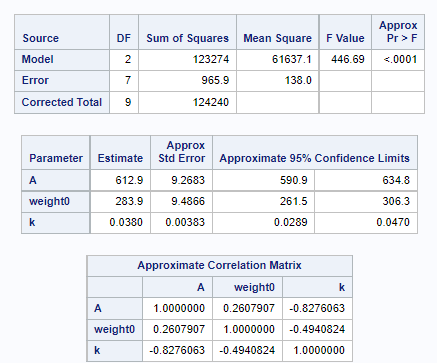 Source DF Sum of Squares Mean Square F Value Approx Pr > F
Model 2 123274 61637.1 446.69 <.0001
Error 7 965.9 138.0
Corrected Total 9 124240
Parameter Estimate Approx Std Error Approximate 95% Confidence Limits
A 612.9 9.2683 590.9 634.8
weight0 283.9 9.4866 261.5 306.3
k 0.0380 0.00383 0.0289 0.0470
Approximate Correlation Matrix
A weight0 k
A 1.0000000 0.2607907 -0.8276063
weight0 0.2607907 1.0000000 -0.4940824
k -0.8276063 -0.4940824 1.0000000